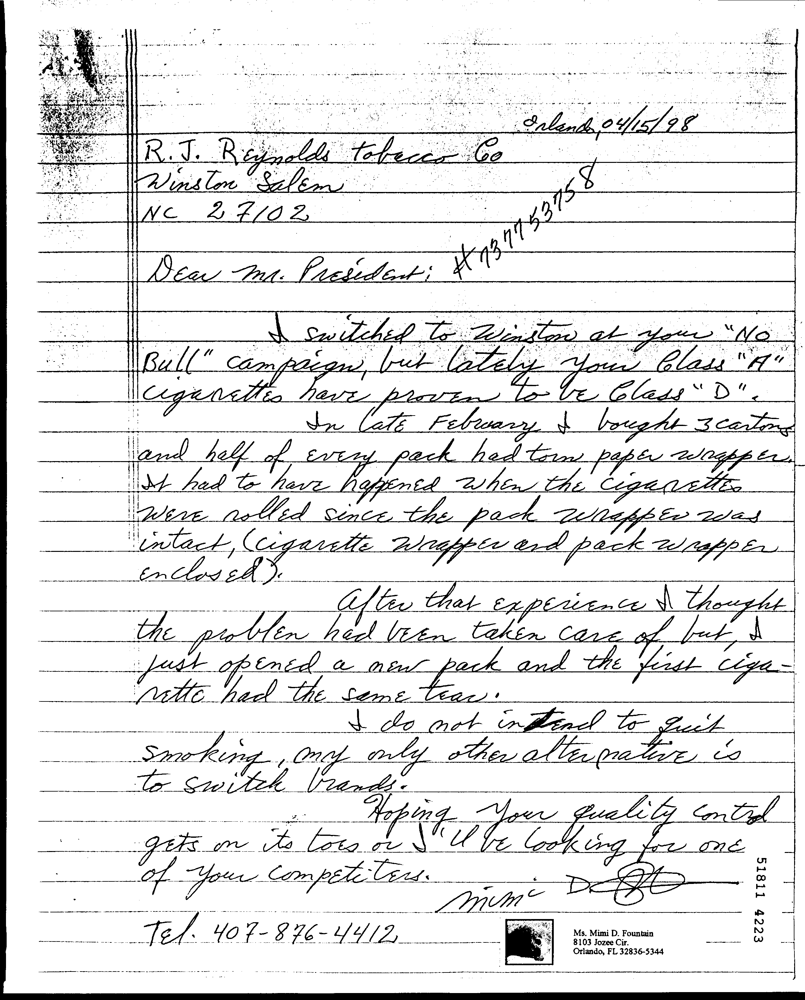 Orlando, 04/15/98
R.J. Reynolds tobacco Co
Winston Salem
NC 27102
#737753758
Dear Mr. President;
I switched to Winston at your "No
Bull" campaign, but lately your Class "A"
cigarettes have proven to be Class "D".
In late February I bought 3 cartons
and half of every pack had torn paper wrapper.
It had to have happened when the cigarettes
were rolled since the pack wrapper was
intact, (cigarette wrapper and pack wrapper
enclosed).
After that experience I thought
the problen had been taken care of but, I
just opened a new pack and the first ciga-
rette had the same tear.
I do not intend to quit
smoking, my only other alternative is
to switch brands.
Hoping your quality control
gets on its toes or I'll be looking for one
of your competiters.
Mimi D.
Tel. 407-876-4412
Ms. Mimi D. Fountain
8103 Jozee Cir.
Orlando, FL 32836-5344
51811 4223